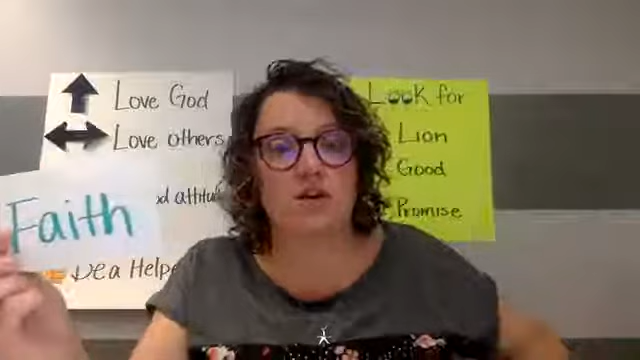 Love God
Love others
Faith
Look for
Lion
Good
Promise